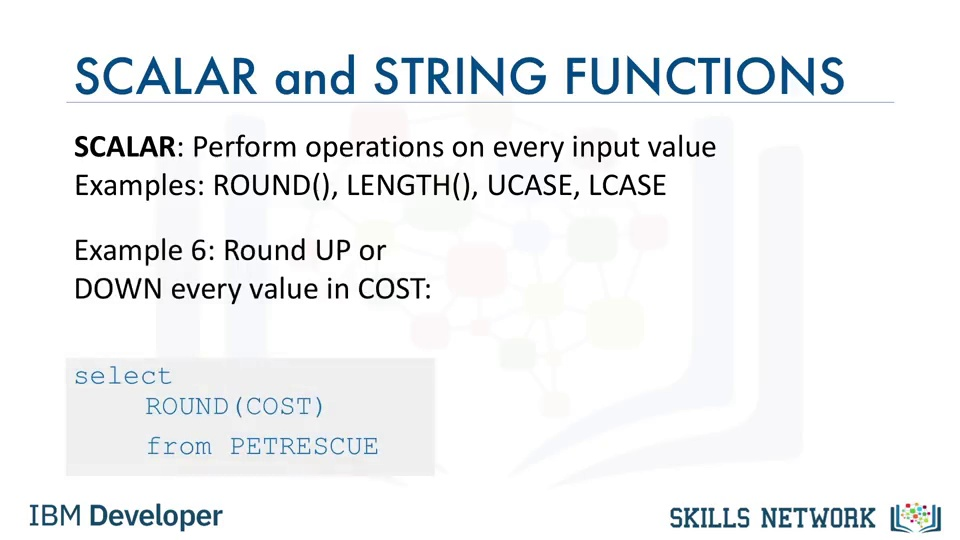 SCALAR and STRING FUNCTIONS
SCALAR: Perform operations on every input value
Examples: ROUND(), LENGTH(), UCASE, LCASE
Example 6: Round UP or
DOWN every value in COST:
select
ROUND(COST)
from PETRESCUE
IBM Developer
SKILLS NETWORK